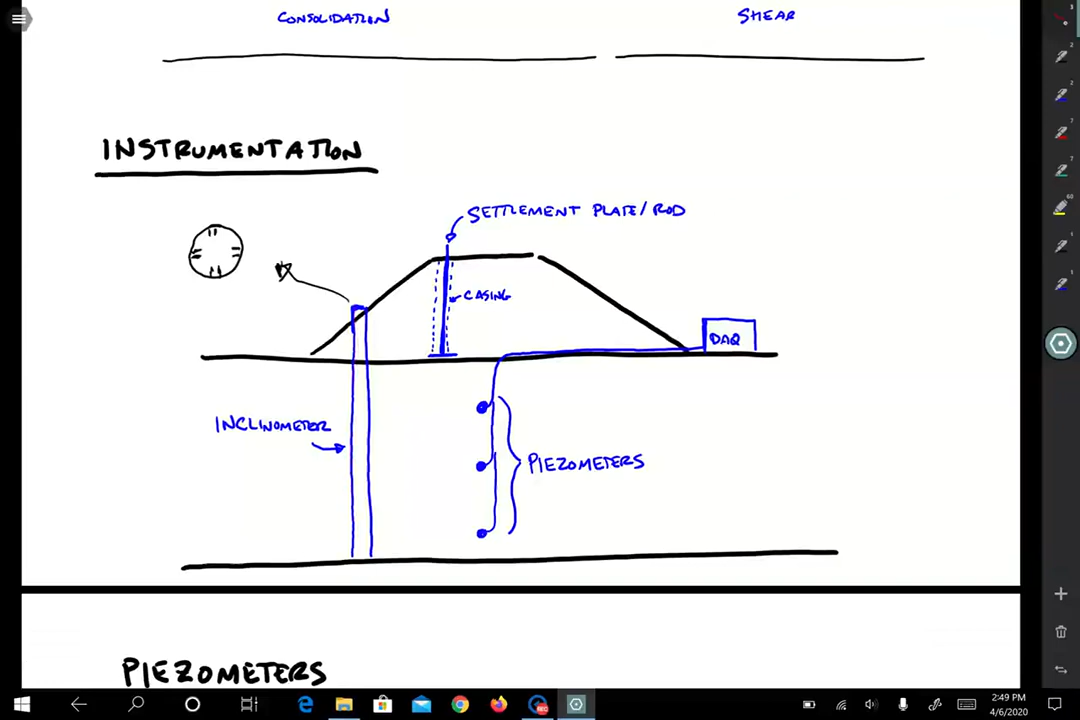 CONSOLIDATION
SHEAR
INSTRUMENTATION
SETTLEMENT PLATE/ROD
CASING
DAQ
INCLINOMETER
PIEZOMETERS
PIEZOMETERS
2:49 PM
4/6/2020